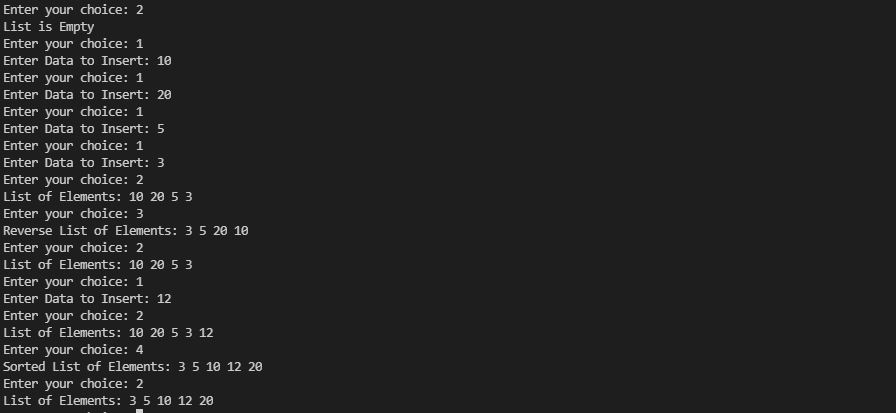 Enter your choice: 2
List is Empty
Enter your choice: 1
Enter Data to Insert: 10
Enter your choice: 1
Enter Data to Insert: 20
Enter your choice: 1
Enter Data to Insert: 5
Enter your choice: 1
Enter Data to Insert: 3
Enter your choice: 2
List of Elements: 10 20 5 3
Enter your choice: 3
Reverse List of Elements: 3 5 20 10
Enter your choice: 2
List of Elements: 10 20 5 3
Enter your choice: 1
Enter Data to Insert: 12
Enter your choice: 2
List of Elements: 10 20 5 3 12
Enter your choice: 4
Sorted List of Elements: 3 5 10 12 20
Enter your choice: 2
List of Elements: 3 5 10 12 20